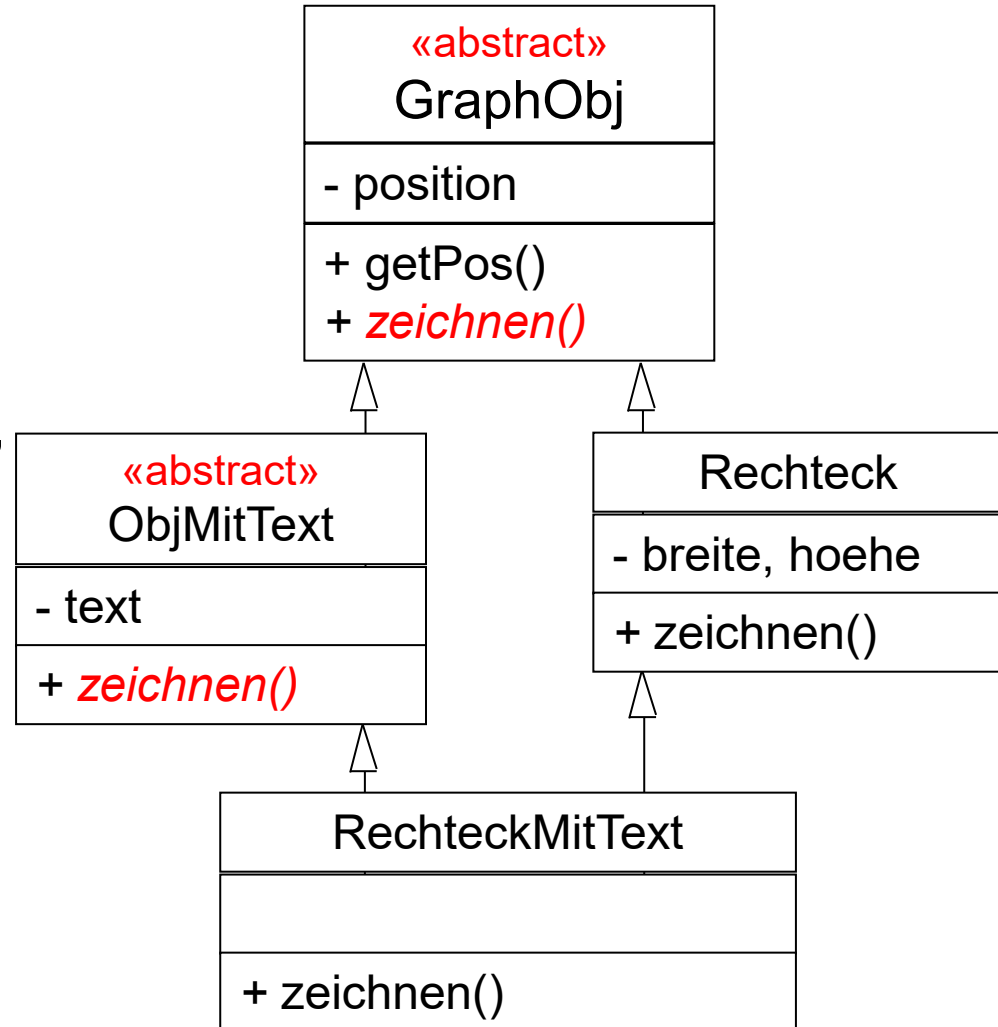 «abstract»
GraphObj
- position
+ getPos()
+ zeichnen()
«abstract»
ObjMitText
- text
+ zeichnen()
Rechteck
- breite, hoehe
+ zeichnen()
RechteckMitText
+ zeichnen()